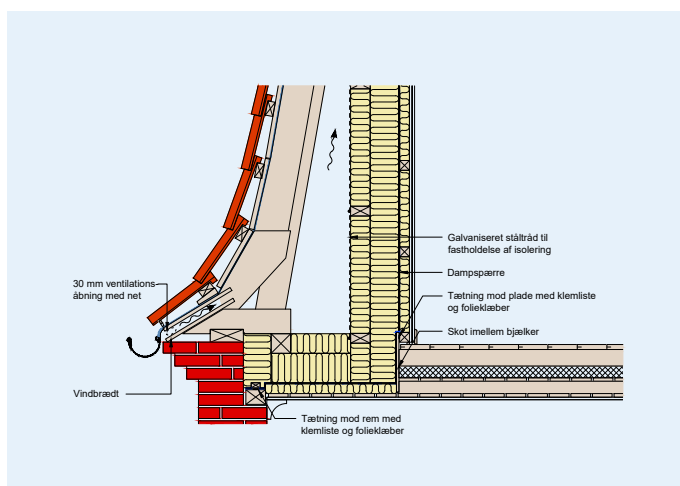 Galvaniseret ståltråd til
fastholdelse af isolering
Dampspærre
30 mm ventilations-
åbning med net
Tætning mod plade med klemliste
og folieklæber
Skot imellem bjælker
Vindbrædt
Tætning mod rem med
klemliste og folieklæber